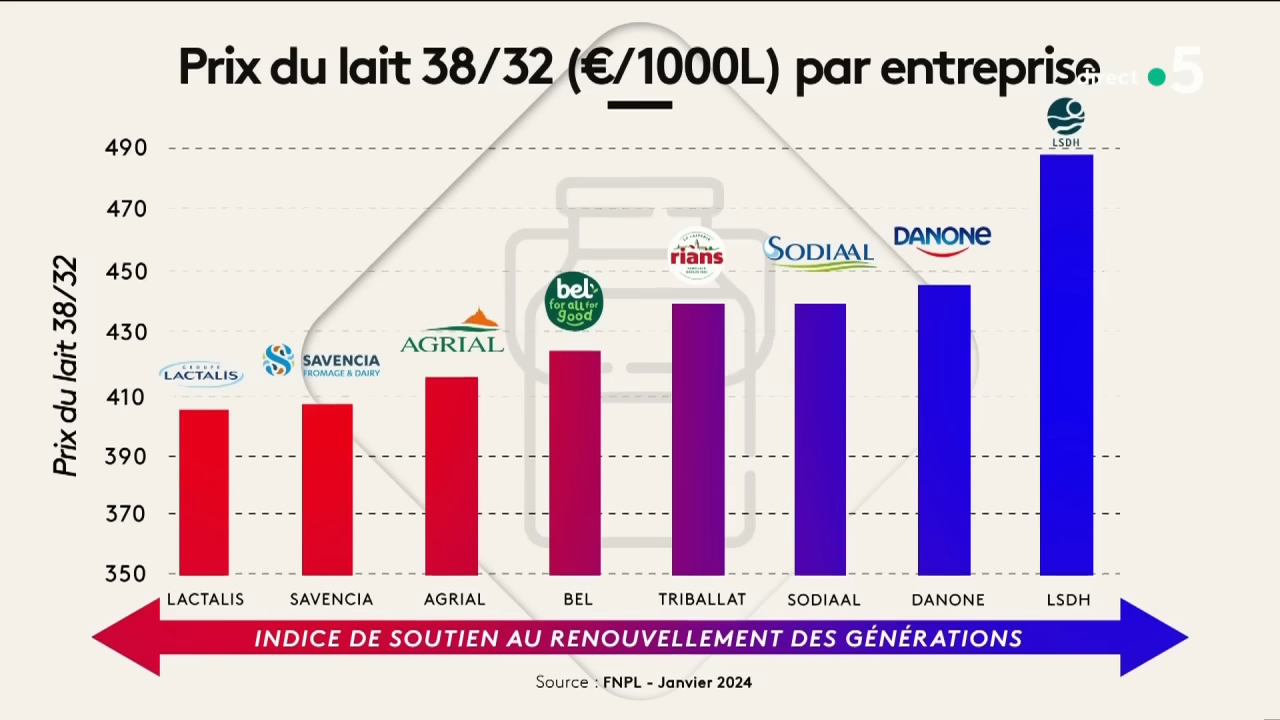 Prix du lait 38/32 (€/1000L) par entreprise
direct 5
LSDH
490
470
DANONE
SODIAAL
rians
450
bel
for all for
good
430
AGRIAL
SAVENCIA
FROMAGE & DAIRY
GROUPE
LACTALIS
410
390
370
350
Prix du lait 38/32
LACTALIS SAVENCIA AGRIAL BEL TRIBALLAT SODIAAL DANONE LSDH
INDICE DE SOUTIEN AU RENOUVELLEMENT DES GÉNÉRATIONS
Source : FNPL - Janvier 2024